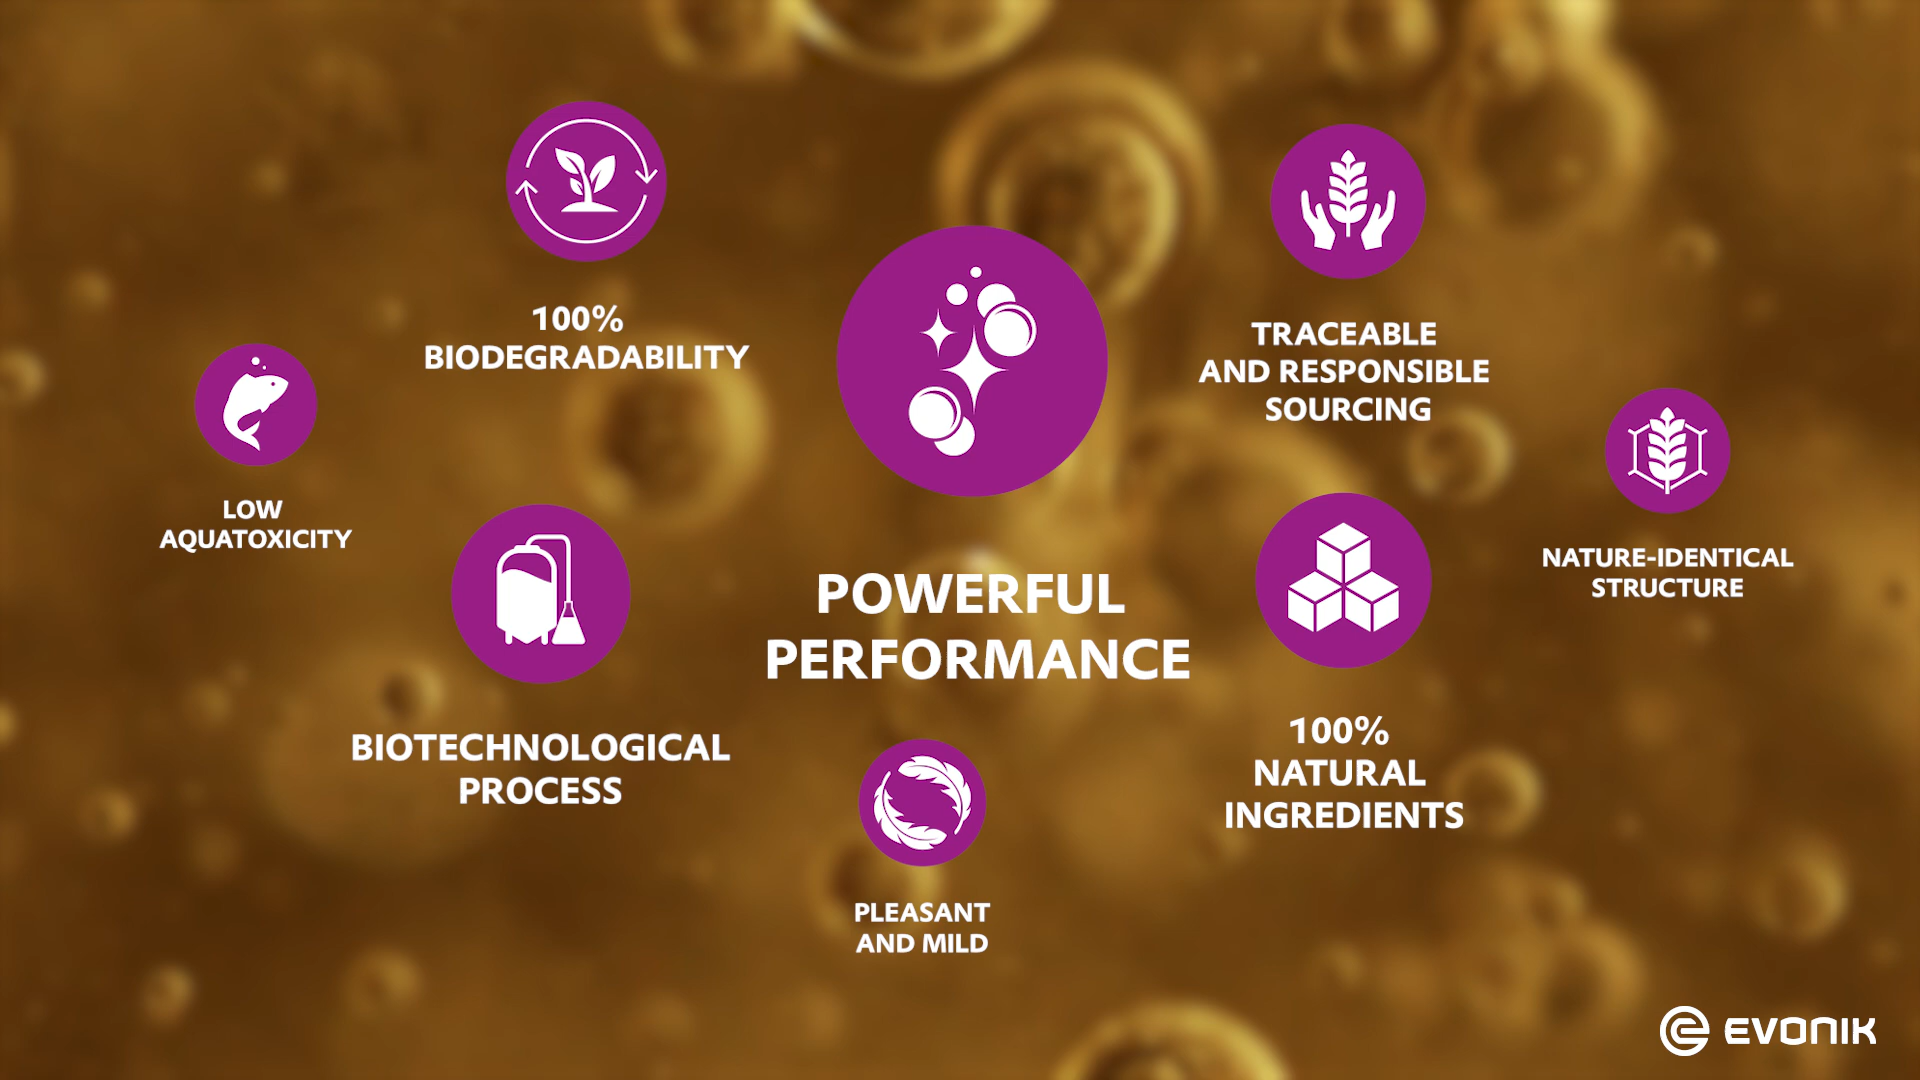 100%
BIODEGRADABILITY
TRACEABLE
AND RESPONSIBLE
SOURCING
LOW
AQUATOXICITY
NATURE-IDENTICAL
STRUCTURE
POWERFUL
PERFORMANCE
BIOTECHNOLOGICAL
PROCESS
100%
NATURAL
INGREDIENTS
PLEASANT
AND MILD
EVONIK